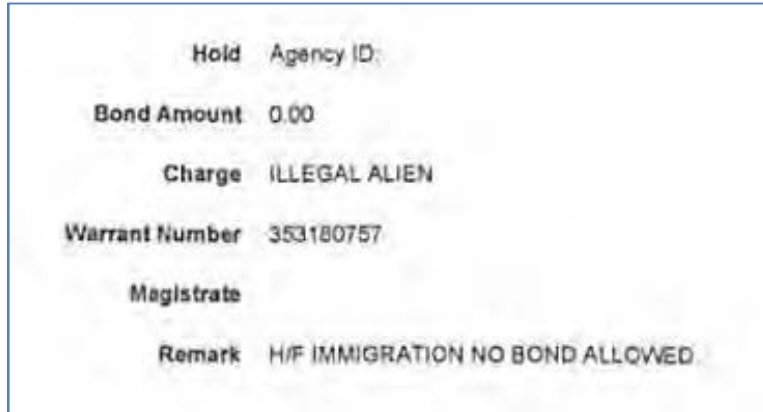 Hold Agency ID:
Bond Amount 0.00
Charge ILLEGAL ALIEN
Warrant Number 353180757
Magistrate
Remark H/F IMMIGRATION NO BOND ALLOWED.